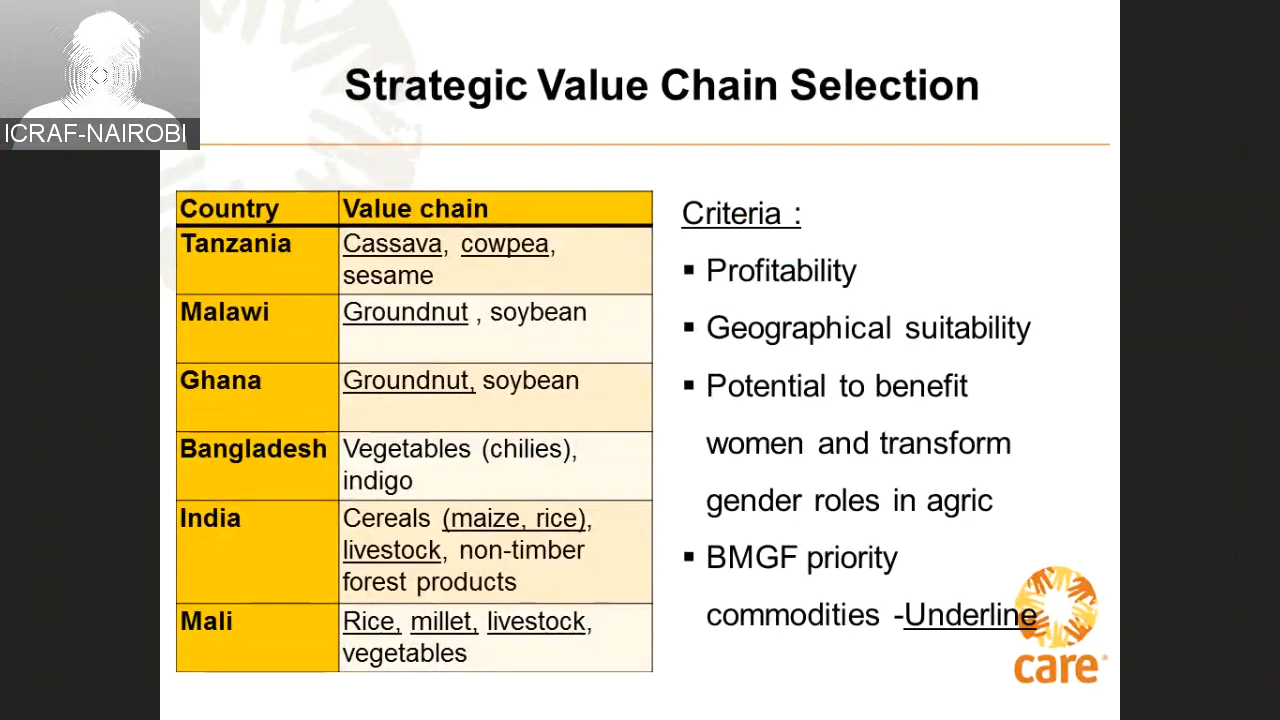 ICRAF-NAIROBI
Strategic Value Chain Selection
Country Value chain
Tanzania Cassava, cowpea,
sesame
Malawi Groundnut , soybean
Ghana Groundnut, soybean
Bangladesh Vegetables (chilies),
indigo
India Cereals (maize, rice),
livestock, non-timber
forest products
Mali Rice, millet, livestock,
vegetables
Criteria :
▪ Profitability
▪ Geographical suitability
▪ Potential to benefit
women and transform
gender roles in agric
▪ BMGF priority
commodities -Underline
care®